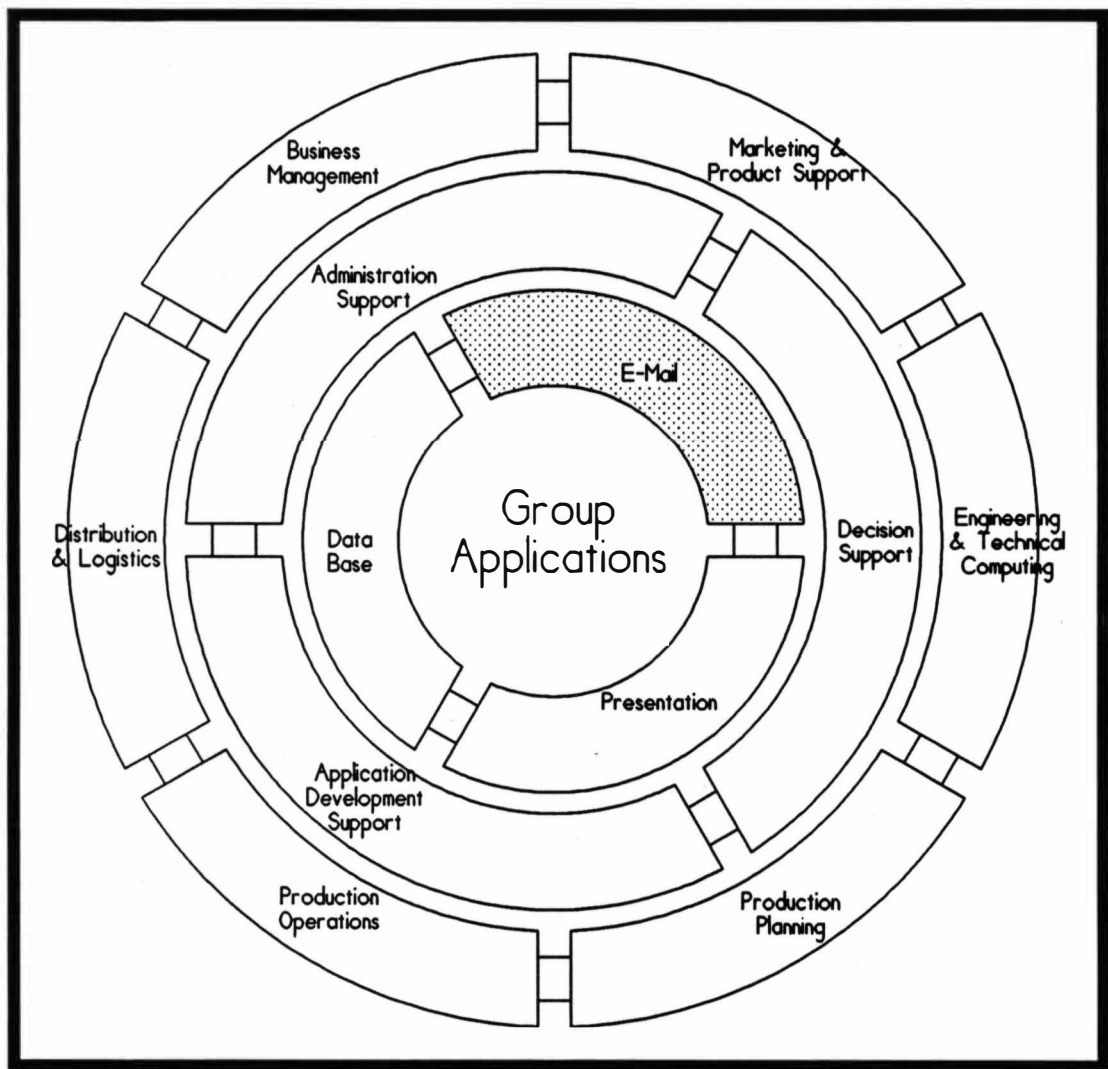 Business
Management
Marketing &
Product Support
Administration
Support
E-Mail
Group
Applications
Data
Base
Decision
Support
Distribution
& Logistics
Engineering
& Technical
Computing
Presentation
Application
Development
Support
Production
Operations
Production
Planning